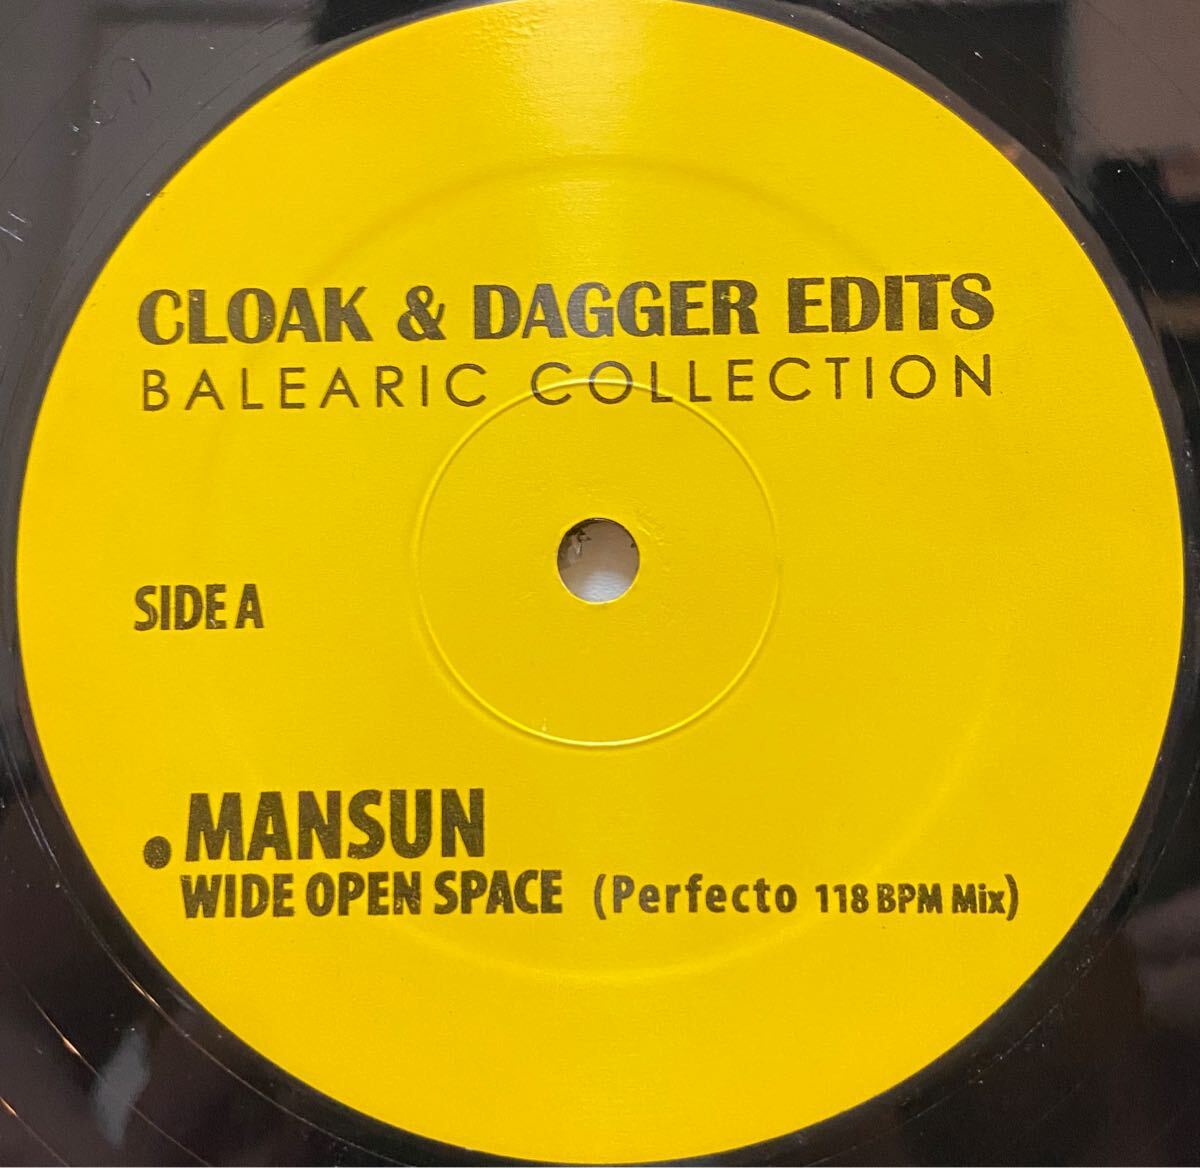 CLOAK & DAGGER EDITS
BALEARIC COLLECTION
SIDE A
.MANSUN
WIDE OPEN SPACE (Perfecto 118 BPM Mix)